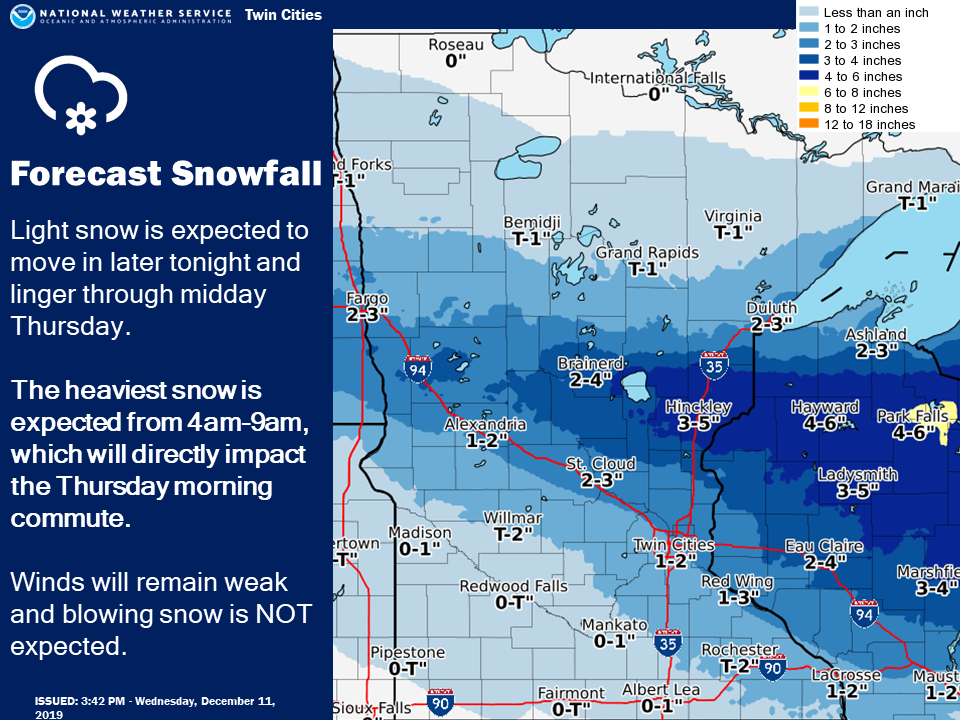 NATIONAL WEATHER SERVICE
OCEANIC AND ATMOSPHERIC ADMINISTRATION
Twin Cities
Forecast Snowfall
Light snow is expected to
move in later tonight and
linger through midday
Thursday.
The heaviest snow is
expected from 4am-9am,
which will directly impact
the Thursday morning
commute.
Winds will remain weak
and blowing snow is NOT
expected.
ISSUED: 3:42 PM - Wednesday, December 11,
2019
Less than an inch
1 to 2 inches
2 to 3 inches
3 to 4 inches
4 to 6 inches
6 to 8 inches
8 to 12 inches
12 to 18 inches
Roseau
0"
International Falls
0"
d Forks
T-1"
Grand Marai
T-1"
Bemidji
T-1"
Virginia
T-1"
Grand Rapids
T-1"
Fargo
2-3"
Duluth
2-3"
Ashland
2-3"
94
Brainerd
2-4"
35
Hinckley
3-5"
Hayward
4-6"
Park Falls
4-6"
Alexandria
1-2"
St. Cloud
2-3"
Ladysmith
3-5"
Willmar
T-2"
Madison
0-1"
ertown
-T"
Twin Cities
1-2"
Eau Claire
2-4"
Marshfie
3-4"
Redwood Falls
0-T"
Red Wing
1-3"
94
Mankato
0-1"
35
Pipestone
0-T"
Rochester
T-2"
90
LaCrosse
1-2"
Maust
1-2
Sioux Falls
0"
90
Fairmont
0-T"
Albert Lea
0-1"